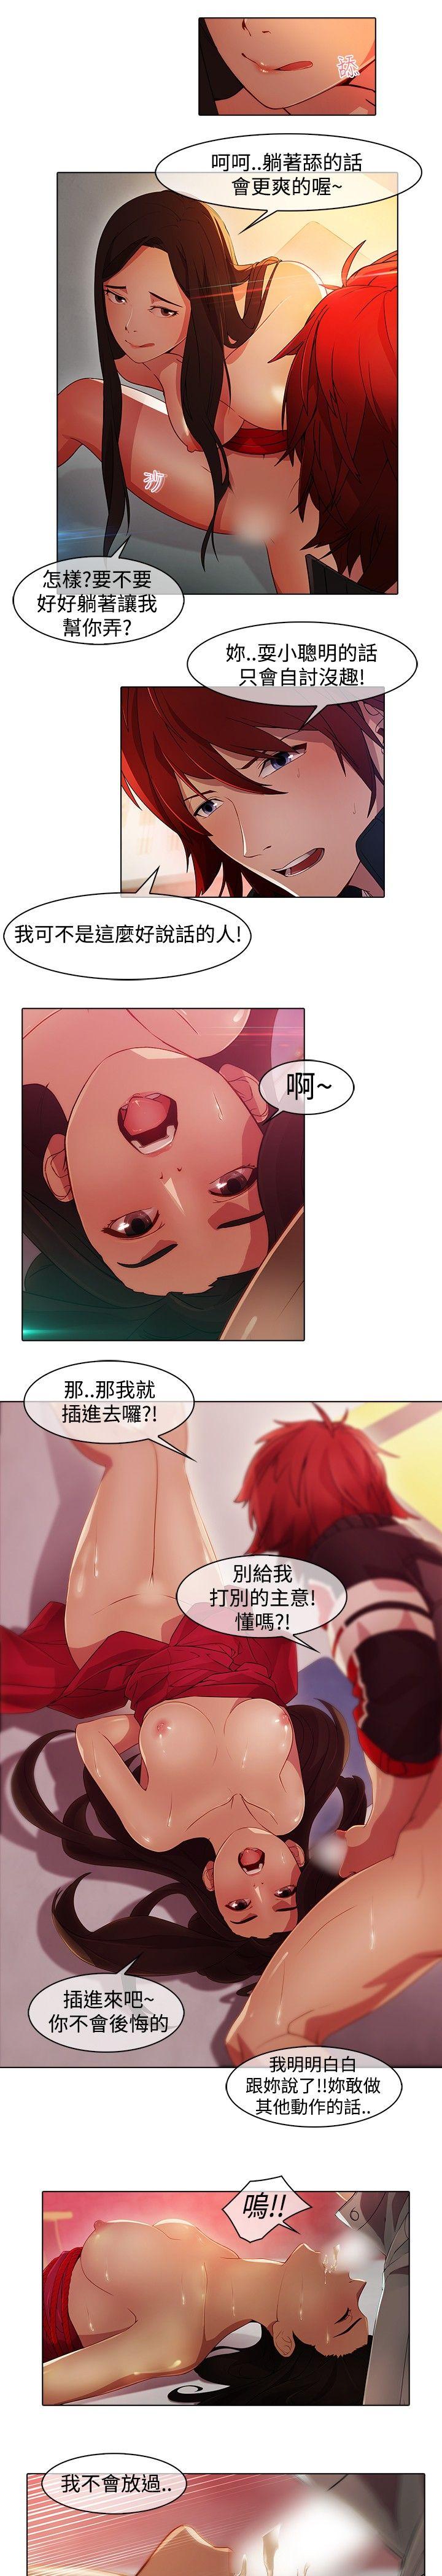 舔
呵呵..躺著舔的話
會更爽的喔~
沙
怎樣?要不要
好好躺著讓我
幫你弄?
妳..耍小聰明的話
只會自討沒趣!
我可不是這麼好說話的人!
啊~
那..那我就
插進去囉?!
別給我
打別的主意!
懂嗎?!
插進來吧~
你不會後悔的
我明明白白
跟妳說了!!妳敢做
其他動作的話..
嗚!!
我不會放過..